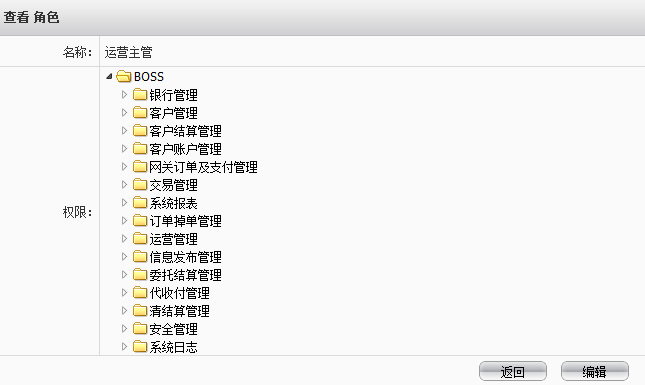 查看 角色
名称： 运营主管
权限：
BOSS
银行管理
客户管理
客户结算管理
客户账户管理
网关订单及支付管理
交易管理
系统报表
订单掉单管理
运营管理
信息发布管理
委托结算管理
代收付管理
清结算管理
安全管理
系统日志
返回 编辑